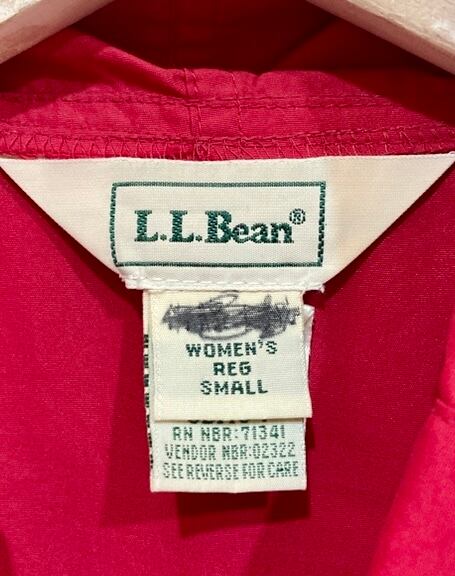 L.L.Bean®
WOMEN'S
REG
SMALL
RN NBR:71341
VENDOR NBR:02322
SEE REVERSE FOR CARE